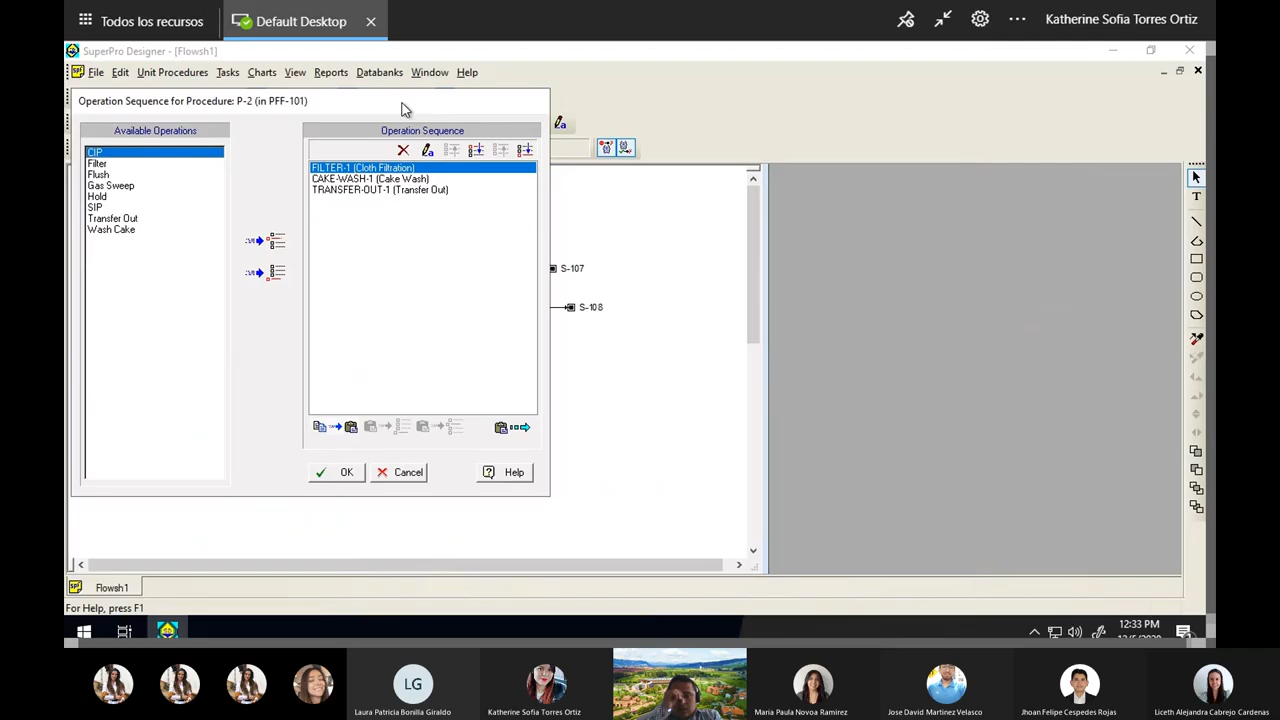 Todos los recursos
Default Desktop
Katherine Sofia Torres Ortiz
SuperPro Designer - [Flowsh1]
File Edit Unit Procedures Tasks Charts View Reports Databanks Window Help
Operation Sequence for Procedure: P-2 (in PFF-101)
Available Operations
CIP
Filter
Flush
Gas Sweep
Hold
SIP
Transfer Out
Wash Cake
Operation Sequence
FILTER-1 (Cloth Filtration)
CAKE-WASH-1 (Cake Wash)
TRANSFER-OUT-1 (Transfer Out)
OK
Cancel
Help
S-107
S-108
T
Flowsh1
For Help, press F1
12:33 PM
LG
Laura Patricia Bonilla Giraldo
Katherine Sofia Torres Ortiz
Maria Paula Novoa Ramirez
Jose David Martinez Velasco
Jhoan Felipe Cespedes Rojas
Liceth Alejandra Cabrejo Cardenas